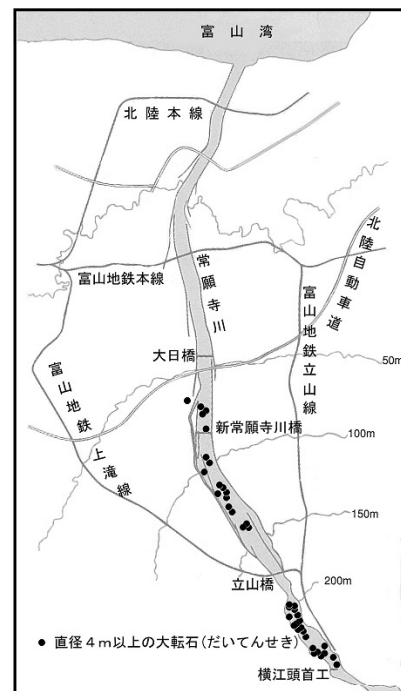 富山湾
北陸本線
富山地鉄本線
常願寺川
北陸自動車道
富山地鉄立山線
大日橋
50m
富山地鉄上滝線
新常願寺川橋
100m
150m
立山橋
200m
● 直径4m以上の大転石(だいてんせき)
横江頭首工